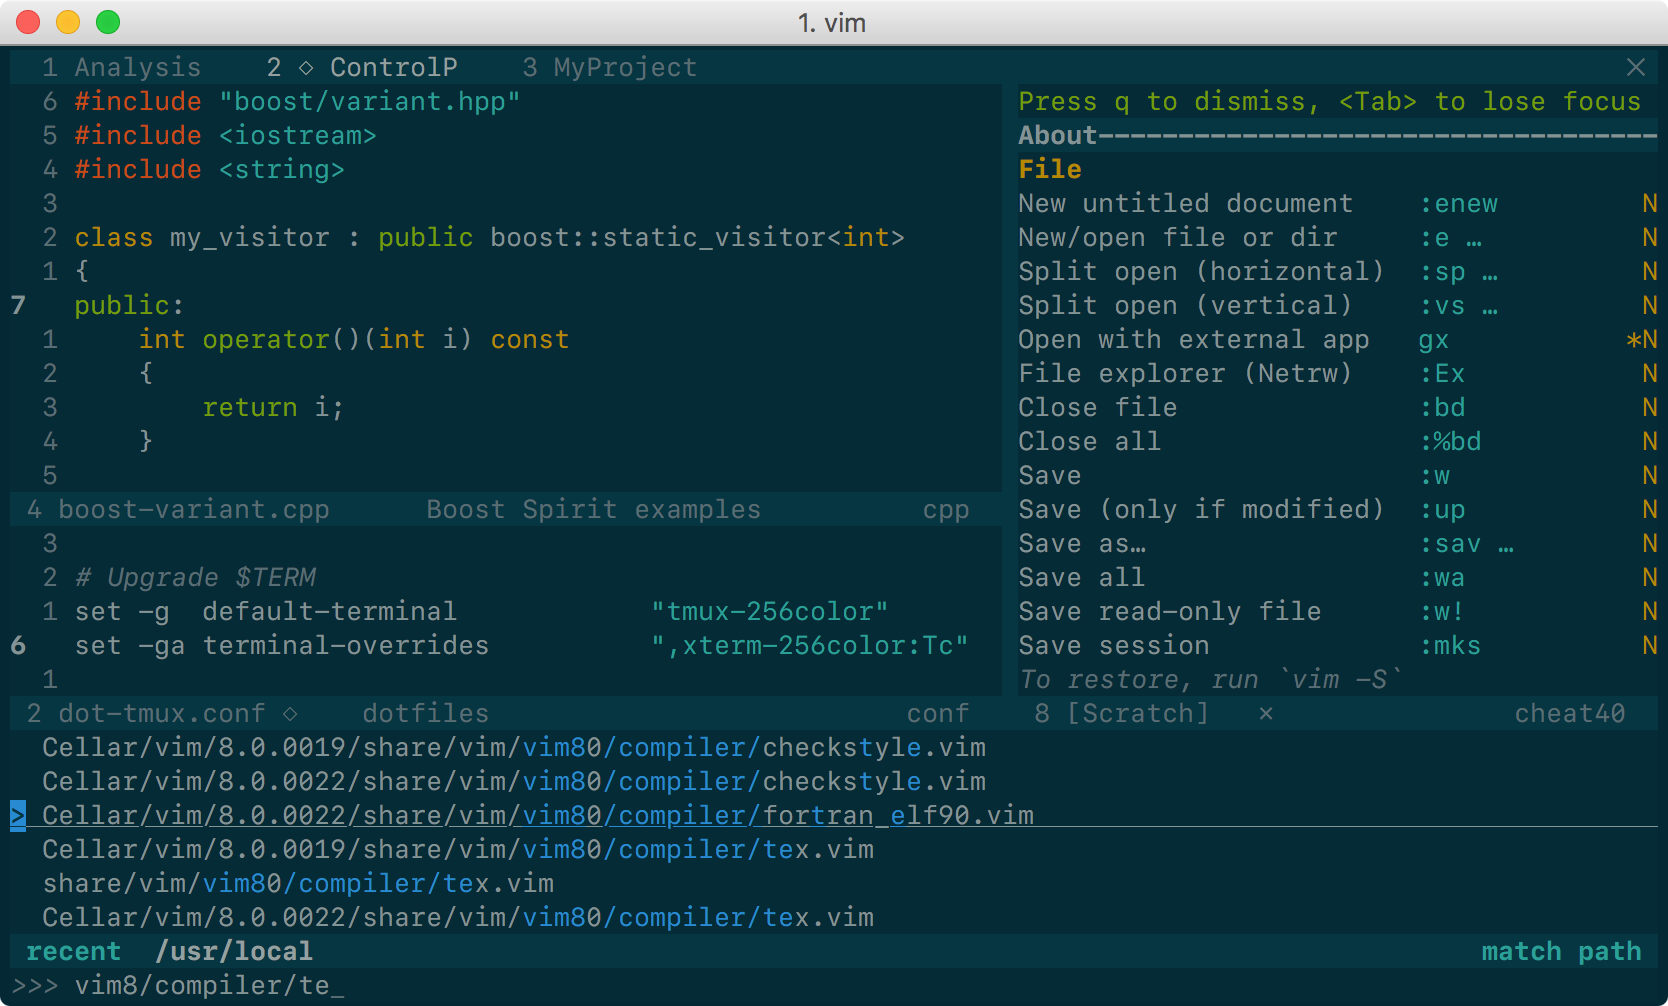 1. vim
1 Analysis 2 ◇ ControlP 3 MyProject ×
6 #include "boost/variant.hpp"
5 #include <iostream>
4 #include <string>
3
2 class my_visitor : public boost::static_visitor<int>
1 {
7 public:
1 int operator()(int i) const
2 {
3 return i;
4 }
5
4 boost-variant.cpp Boost Spirit examples cpp
3
2 # Upgrade $TERM
1 set -g default-terminal "tmux-256color"
6 set -ga terminal-overrides ",xterm-256color:Tc"
1
2 dot-tmux.conf ◇ dotfiles conf
Press q to dismiss, <Tab> to lose focus
About-----------------------------------
File
New untitled document :enew N
New/open file or dir :e … N
Split open (horizontal) :sp … N
Split open (vertical) :vs … N
Open with external app gx *N
File explorer (Netrw) :Ex N
Close file :bd N
Close all :%bd N
Save :w N
Save (only if modified) :up N
Save as… :sav … N
Save all :wa N
Save read-only file :w! N
Save session :mks N
To restore, run `vim -S`
8 [Scratch] × cheat40
Cellar/vim/8.0.0019/share/vim/vim80/compiler/checkstyle.vim
Cellar/vim/8.0.0022/share/vim/vim80/compiler/checkstyle.vim
> Cellar/vim/8.0.0022/share/vim/vim80/compiler/fortran_elf90.vim
Cellar/vim/8.0.0019/share/vim/vim80/compiler/tex.vim
share/vim/vim80/compiler/tex.vim
Cellar/vim/8.0.0022/share/vim/vim80/compiler/tex.vim
recent /usr/local match path
>>> vim8/compiler/te_